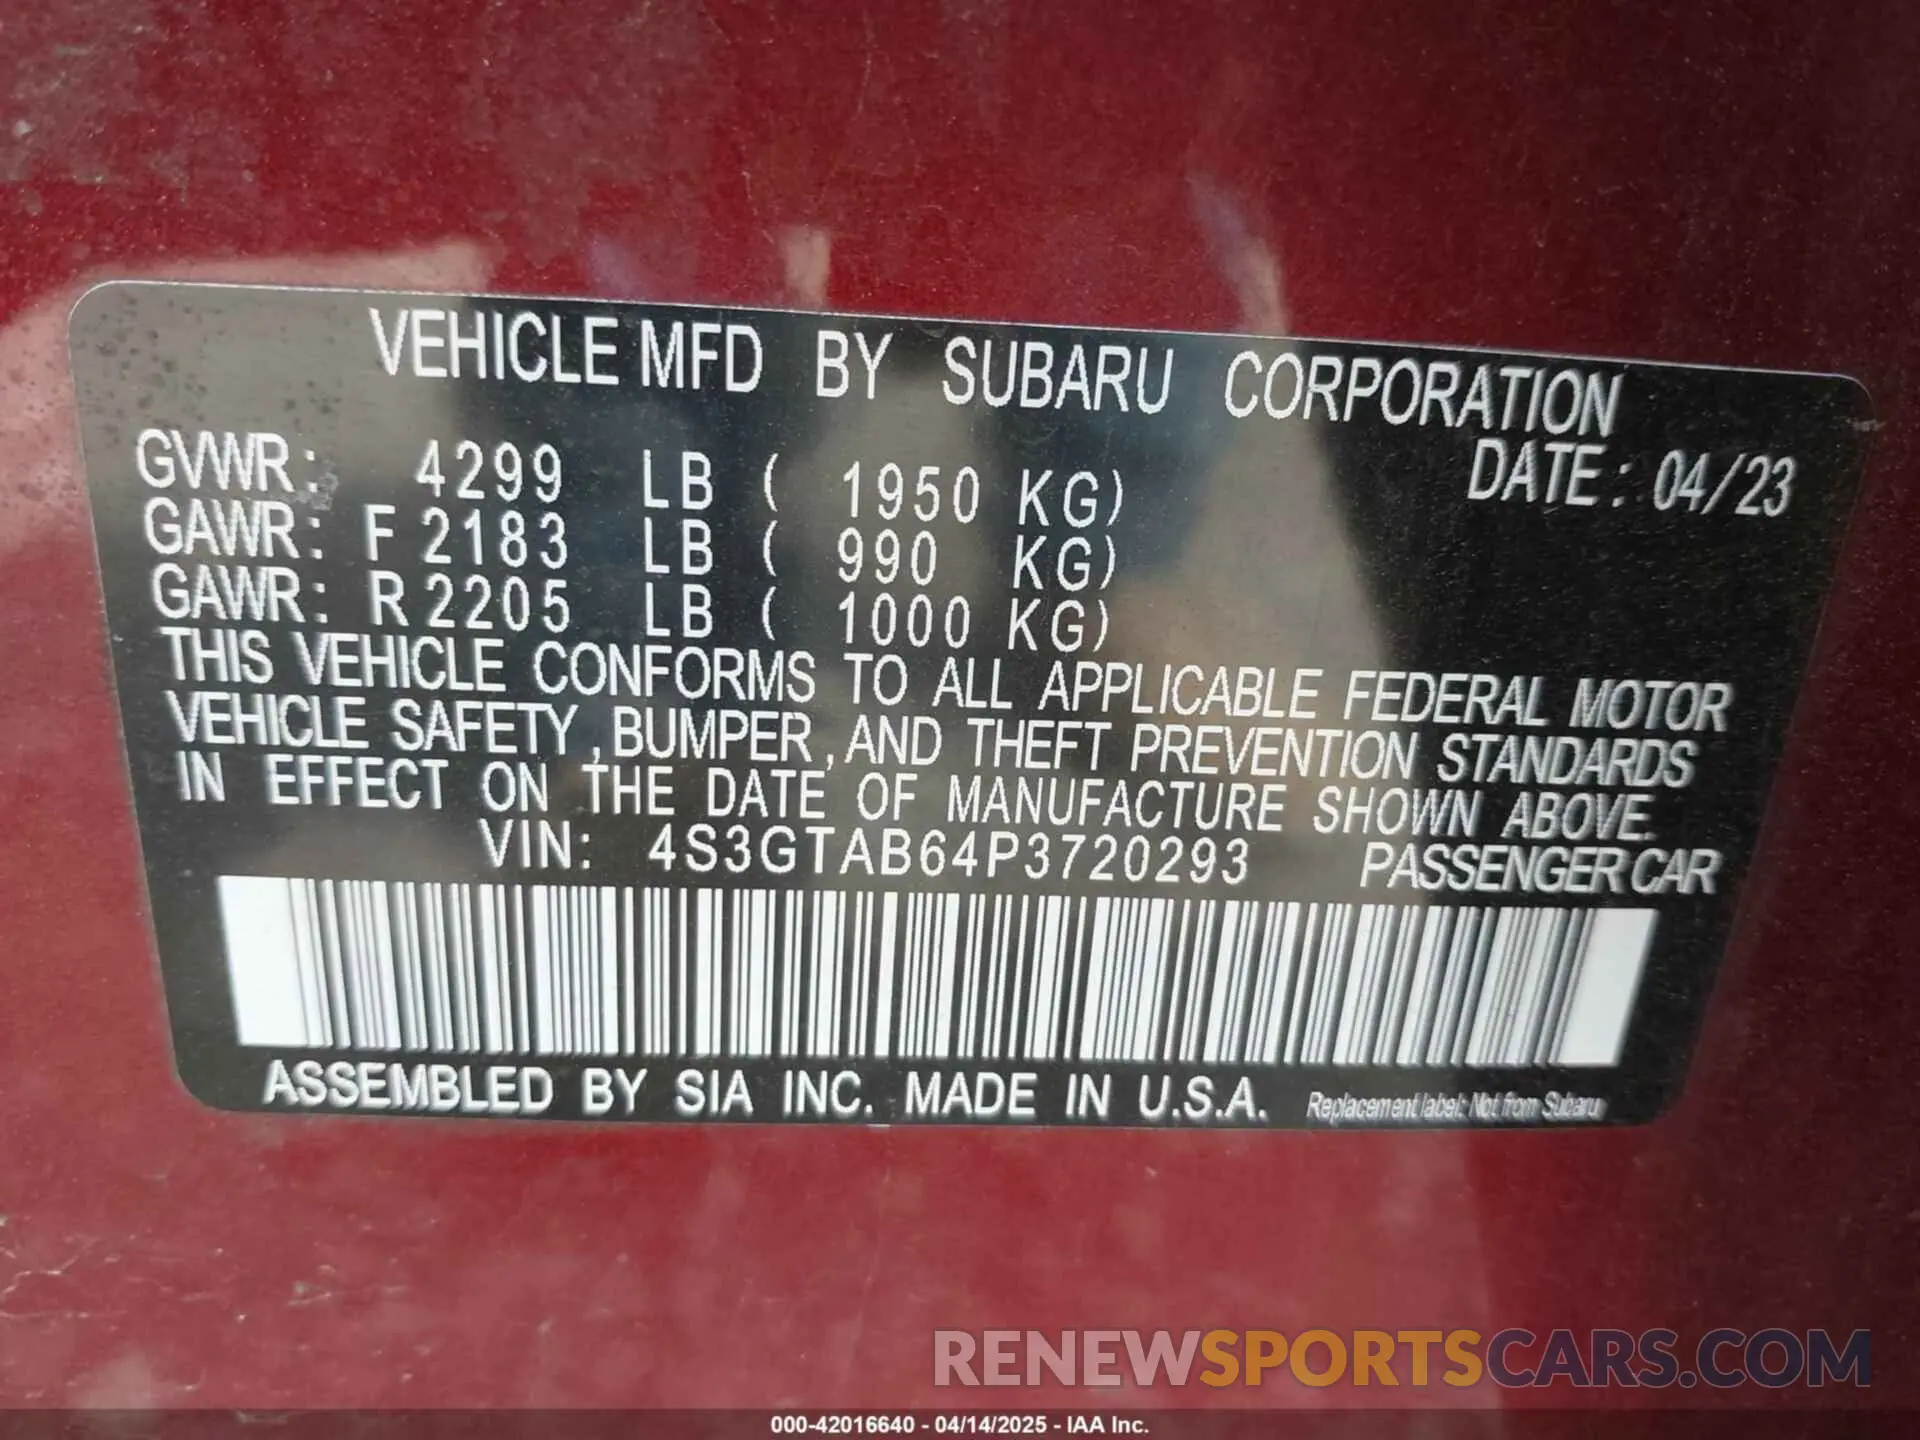 VEHICLE MFD BY SUBARU CORPORATION
GVWR: 4299 LB ( 1950 KG) DATE: 04/23
GAWR: F 2183 LB ( 990 KG)
GAWR: R 2205 LB ( 1000 KG)
THIS VEHICLE CONFORMS TO ALL APPLICABLE FEDERAL MOTOR
VEHICLE SAFETY, BUMPER, AND THEFT PREVENTION STANDARDS
IN EFFECT ON THE DATE OF MANUFACTURE SHOWN ABOVE.
VIN: 4S3GTAB64P3720293 PASSENGER CAR
ASSEMBLED BY SIA INC. MADE IN U.S.A. Replacement label: Not from Subaru
RENEWSPORTSCARS.COM
000-42016640 - 04/14/2025 - IAA Inc.